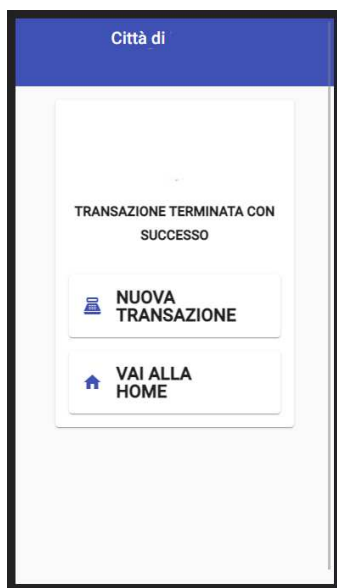 Città di
TRANSAZIONE TERMINATA CON
SUCCESSO
NUOVA
TRANSAZIONE
VAI ALLA
HOME